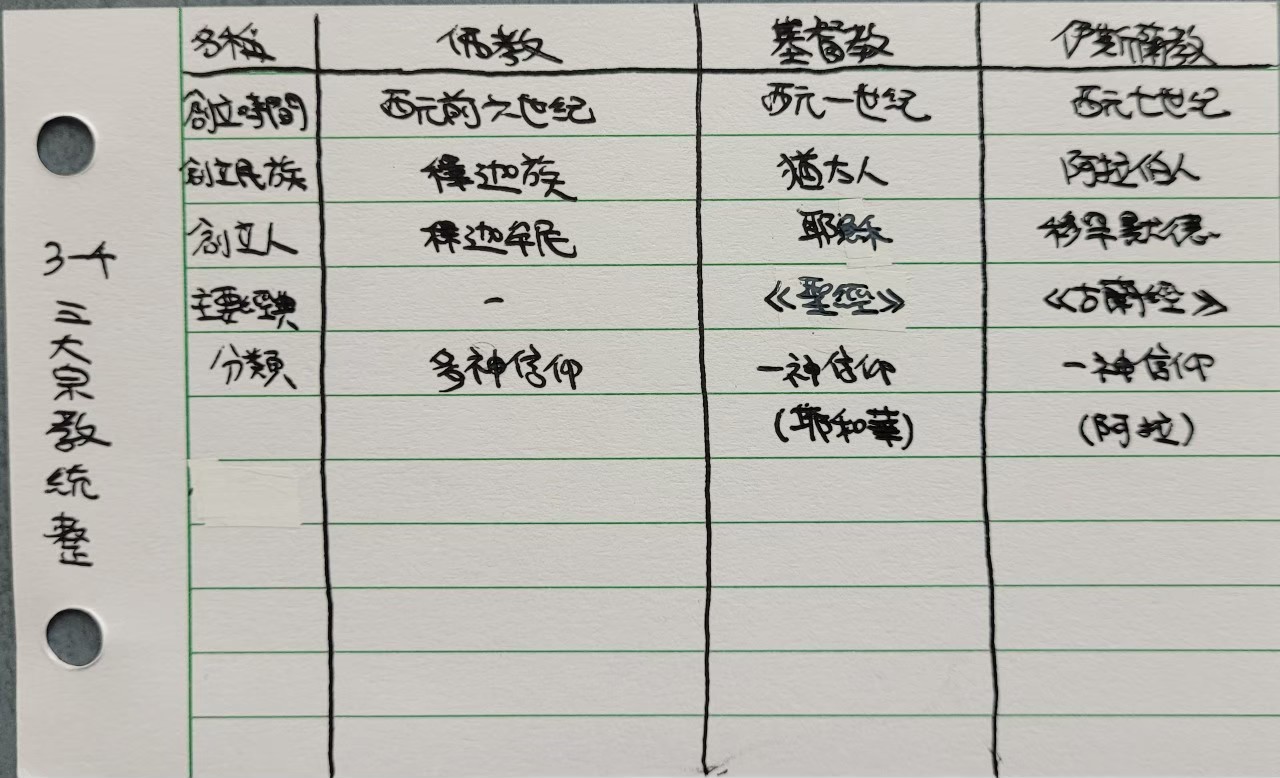 3-4 三大宗教統整
名稱 佛教 基督教 伊斯蘭教
創立時間 西元前六世紀 西元一世紀 西元七世紀
創立民族 釋迦族 猶太人 阿拉伯人
創立人 釋迦牟尼 耶穌 穆罕默德
主要經典 - 《聖經》 《古蘭經》
分類 多神信仰 一神信仰 一神信仰
(耶和華) (阿拉)